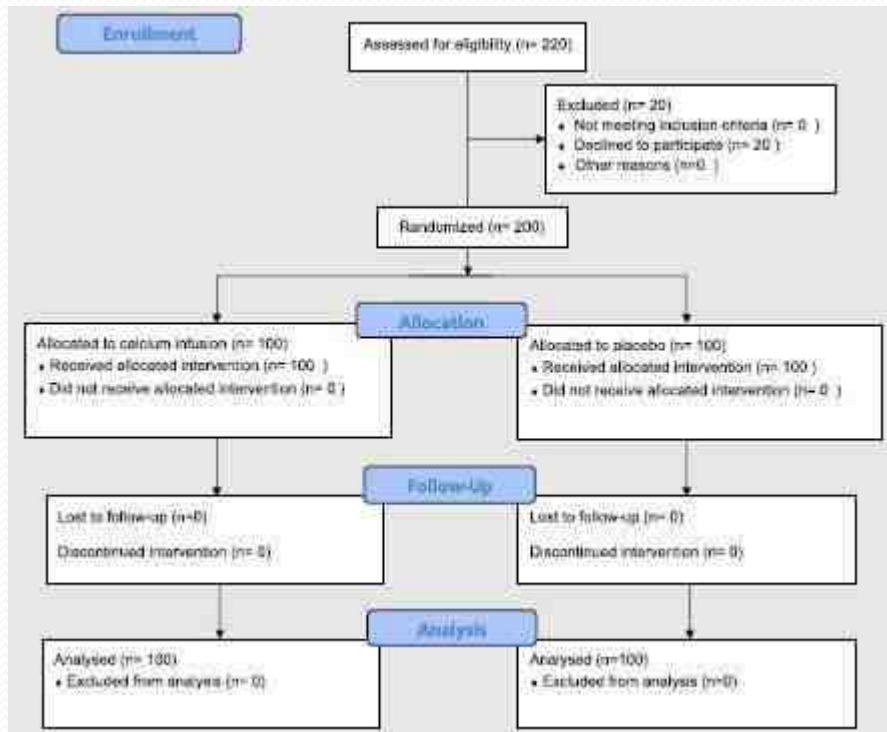 Enrollment
Assessed for eligibility (n= 220)
Excluded (n= 20)
• Not meeting inclusion criteria (n= 0 )
• Declined to participate (n= 20 )
• Other reasons (n=0 )
Randomized (n= 200)
Allocation
Allocated to calcium infusion (n= 100)
• Received allocated intervention (n= 100 )
• Did not receive allocated intervention (n= 0 )
Allocated to placebo (n= 100)
• Received allocated intervention (n= 100 )
• Did not receive allocated intervention (n= 0 )
Follow-Up
Lost to follow-up (n=0)
Discontinued intervention (n= 0)
Lost to follow-up (n= 0)
Discontinued intervention (n= 0)
Analysis
Analysed (n= 100)
• Excluded from analysis (n= 0)
Analysed (n=100)
• Excluded from analysis (n=0)